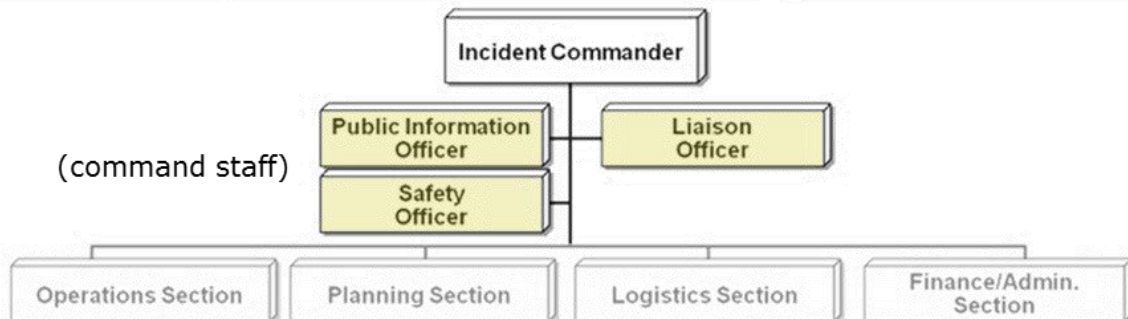 Incident Commander
Public Information
Officer
Liaison
Officer
(command staff)
Safety
Officer
Operations Section
Planning Section
Logistics Section
Finance/Admin.
Section